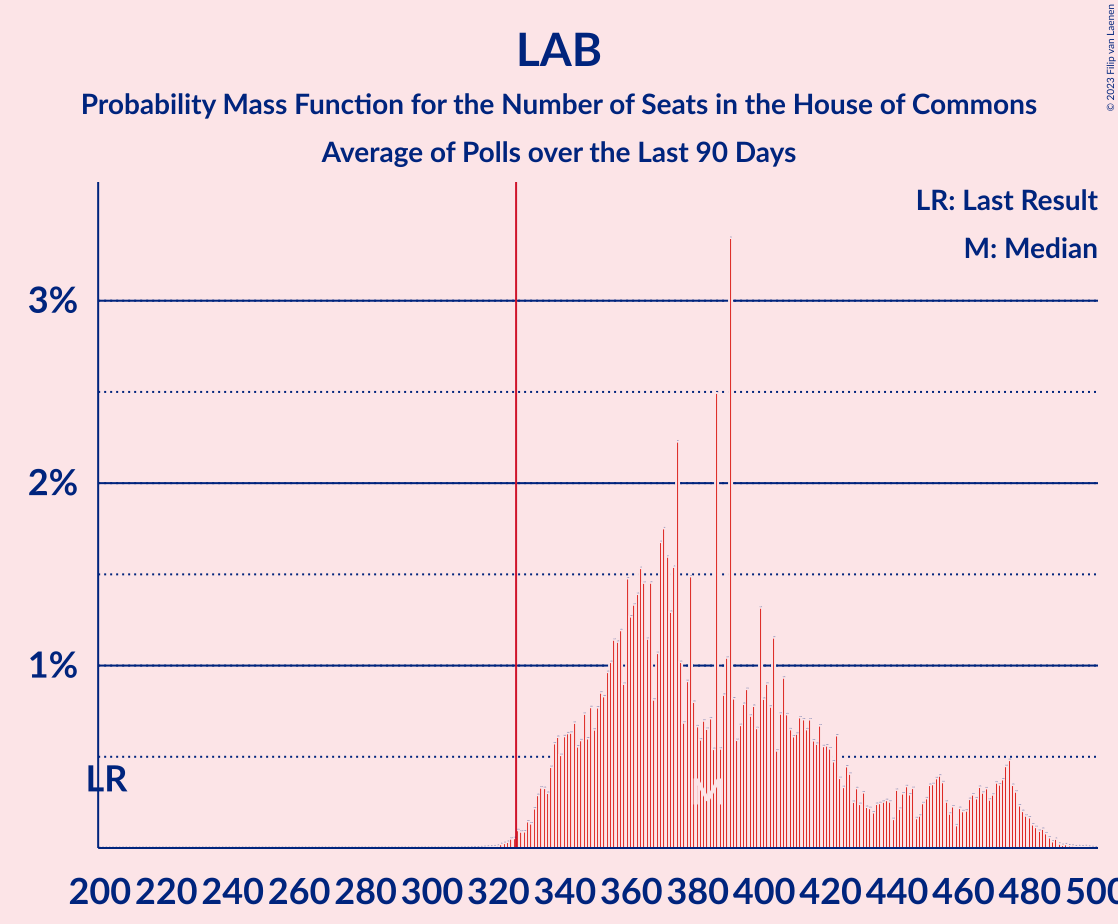 LAB
Probability Mass Function for the Number of Seats in the House of Commons
Average of Polls over the Last 90 Days
© 2023 Filip van Laenen
LR: Last Result
M: Median
3%
2%
1%
LR
M
200 220 240 260 280 300 320 340 360 380 400 420 440 460 480 500